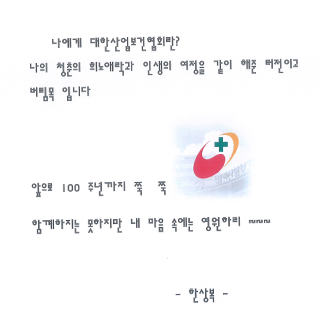 나에게 대한산업보건협회란?
나의 청춘의 희노애락과 인생의 여정을 같이 해준 터전이고
버팀목 입니다
앞으로 100 주년까지 쭉 쭉
함께하지는 못하지만 내 마음 속에는 영원하리 ~~~~
- 한상복 -